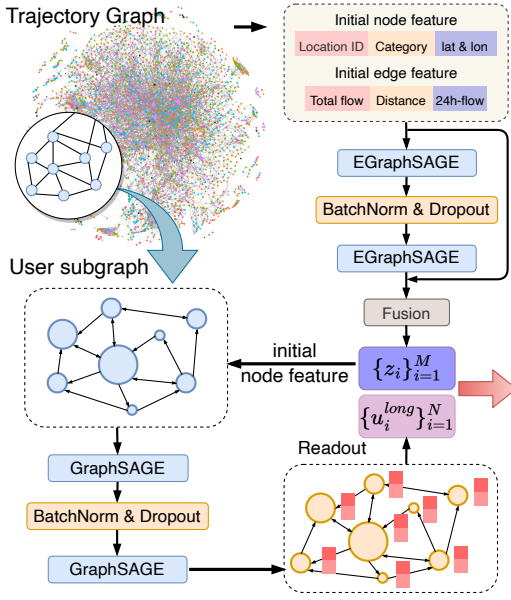 Trajectory Graph
Initial node feature
Location ID Category lat & lon
Initial edge feature
Total flow Distance 24h-flow
EGraphSAGE
BatchNorm & Dropout
EGraphSAGE
Fusion
{z_i}_{i=1}^{M}
{u_i^{long}}_{i=1}^{N}
User subgraph
initial
node feature
GraphSAGE
BatchNorm & Dropout
GraphSAGE
Readout